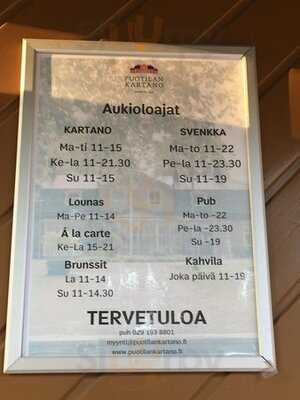 PUOTILAN
KARTANO
Aukioloajat
KARTANO
Ma-ti 11-15
Ke-la 11-21.30
Su 11-15
SVENKKA
Ma-to 11-22
Pe-la 11-23.30
Su 11-19
Lounas
Ma-Pe 11-14
Á la carte
Ke-La 15-21
Brunssit
La 11-14
Su 11-14.30
Pub
Ma-to -22
Pe-la -23.30
Su -19
Kahvila
Joka päivä 11-19
TERVETULOA
puh 029 193 8801
myynti@puotilankartano.fi
www.puotilankartano.fi